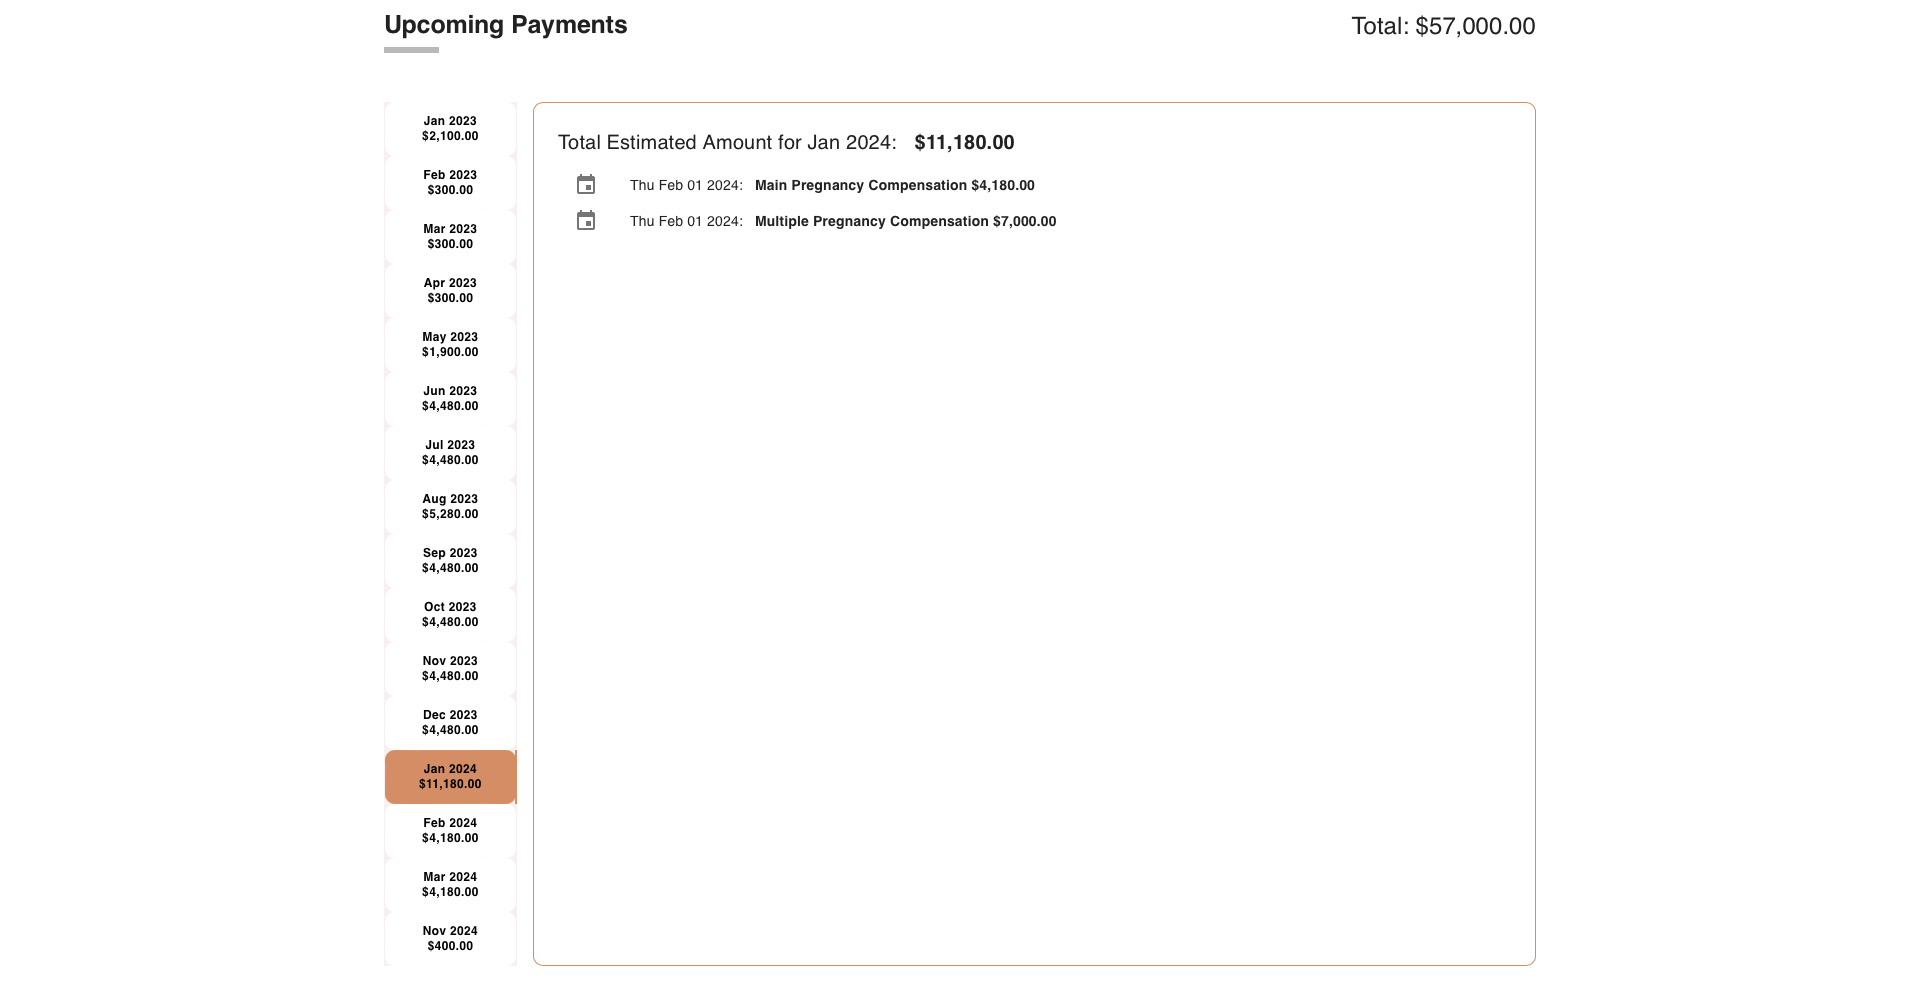 Upcoming Payments
Total: $57,000.00
Jan 2023
$2,100.00
Feb 2023
$300.00
Mar 2023
$300.00
Apr 2023
$300.00
May 2023
$1,900.00
Jun 2023
$4,480.00
Jul 2023
$4,480.00
Aug 2023
$5,280.00
Sep 2023
$4,480.00
Oct 2023
$4,480.00
Nov 2023
$4,480.00
Dec 2023
$4,480.00
Jan 2024
$11,180.00
Feb 2024
$4,180.00
Mar 2024
$4,180.00
Nov 2024
$400.00
Total Estimated Amount for Jan 2024: $11,180.00
Thu Feb 01 2024: Main Pregnancy Compensation $4,180.00
Thu Feb 01 2024: Multiple Pregnancy Compensation $7,000.00